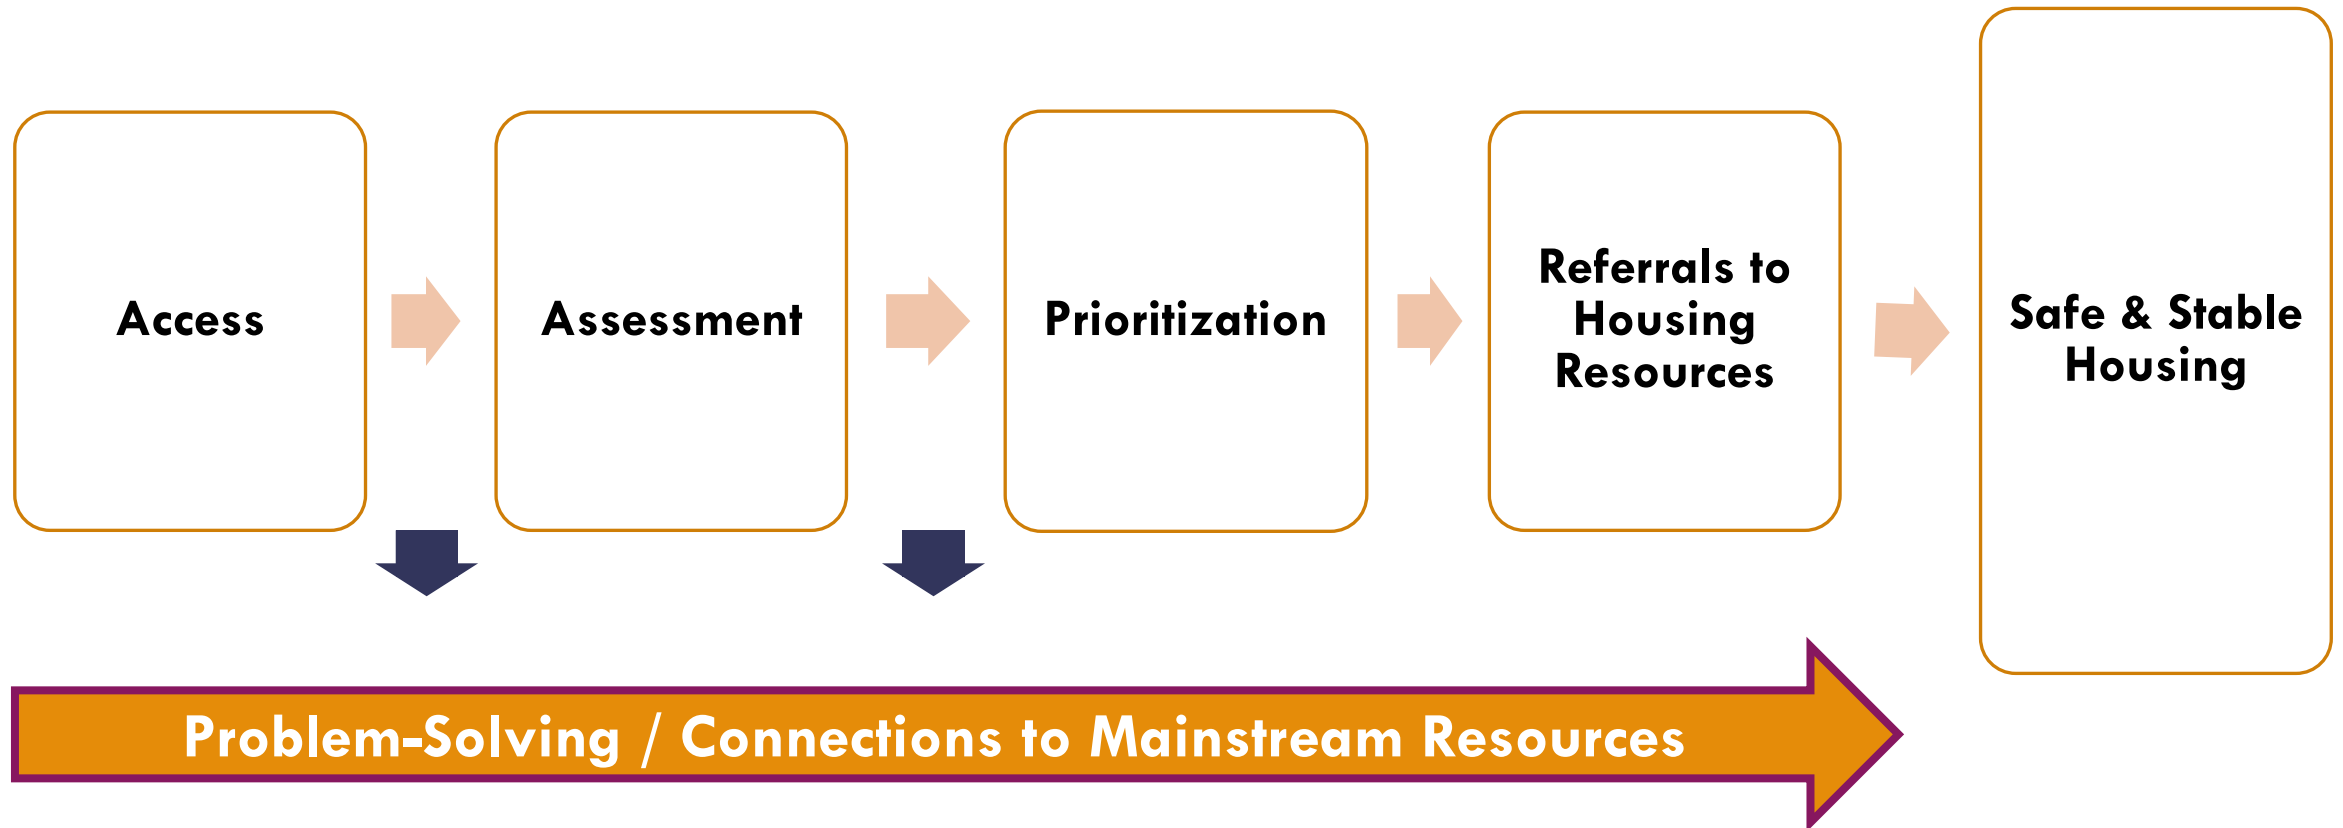 Access
Assessment
Prioritization
Referrals to
Housing
Resources
Safe & Stable
Housing
Problem-Solving / Connections to Mainstream Resources